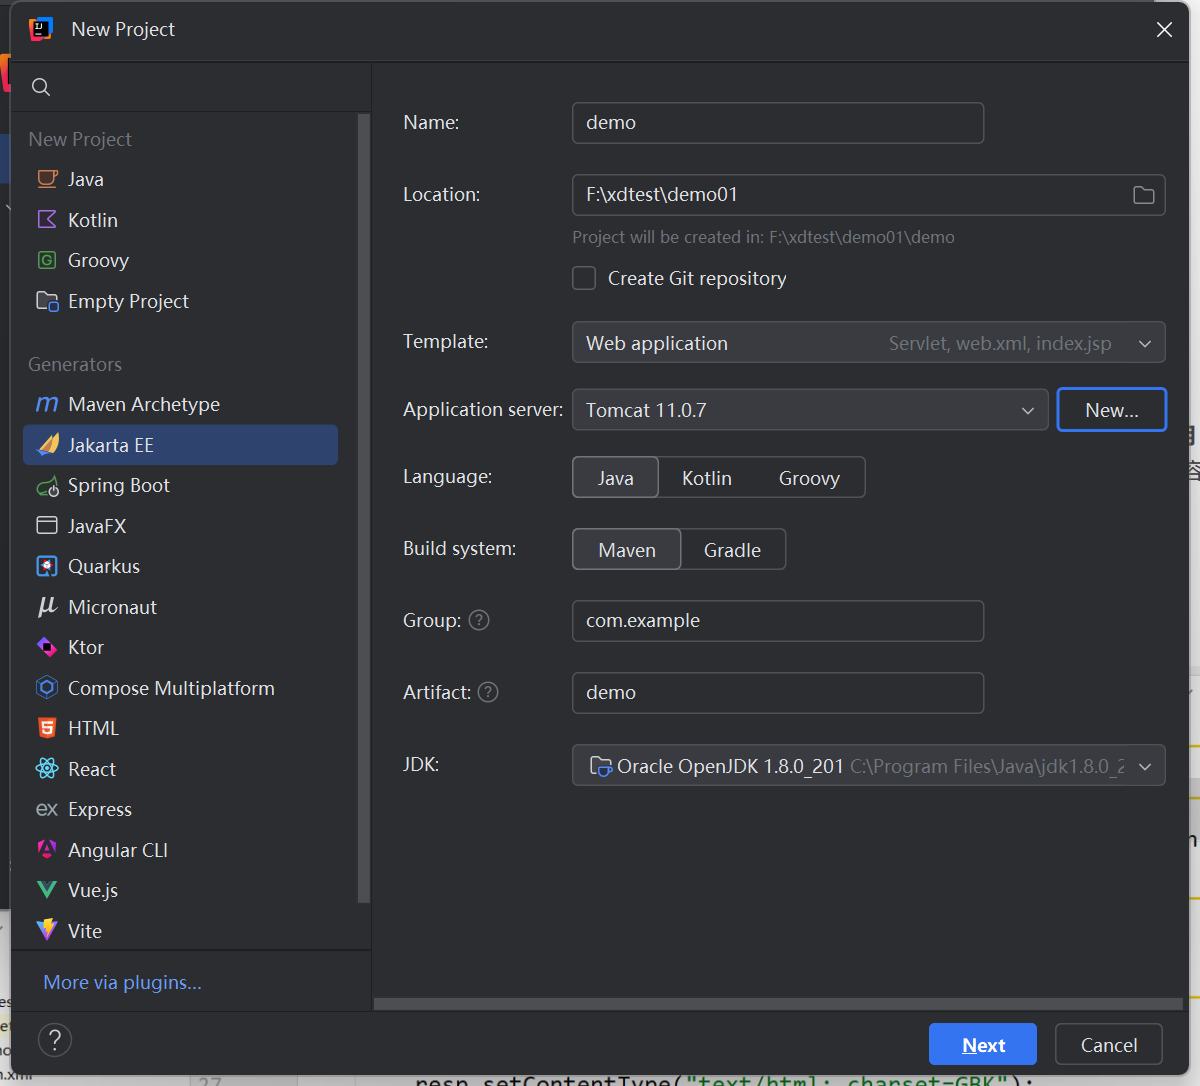 New Project
New Project
Java
Kotlin
Groovy
Empty Project
Generators
Maven Archetype
Jakarta EE
Spring Boot
JavaFX
Quarkus
Micronaut
Ktor
Compose Multiplatform
HTML
React
Express
Angular CLI
Vue.js
Vite
More via plugins...
Name: demo
Location: F:\xdtest\demo01
Project will be created in: F:\xdtest\demo01\demo
Create Git repository
Template: Web application Servlet, web.xml, index.jsp
Application server: Tomcat 11.0.7 New...
Language: Java Kotlin Groovy
Build system: Maven Gradle
Group: com.example
Artifact: demo
JDK: Oracle OpenJDK 1.8.0_201 C:\Program Files\Java\jdk1.8.0_2
Next Cancel
27 resp.setContentType("text/html; charset=GBK");